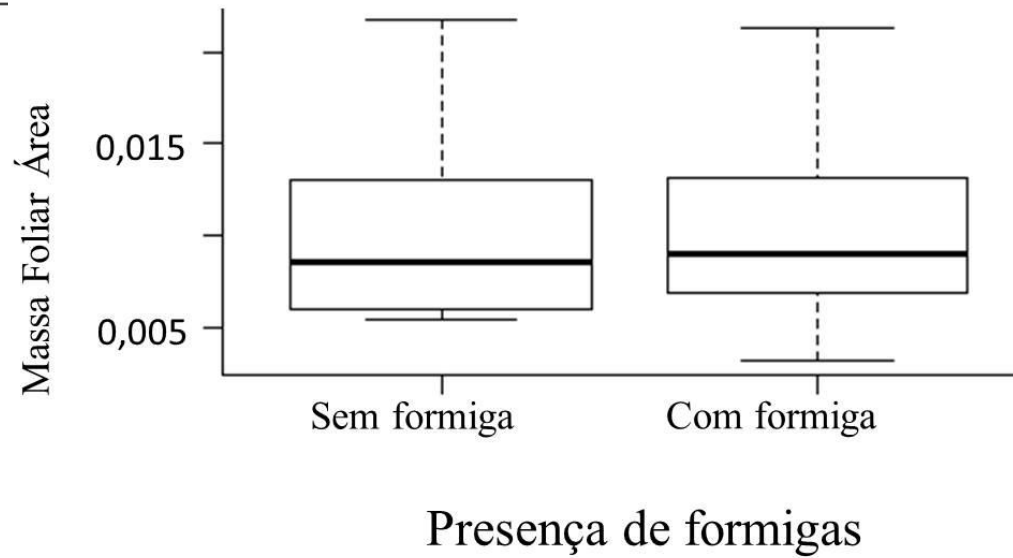 Massa Foliar Área
0,015
0,005
Sem formiga
Com formiga
Presença de formigas